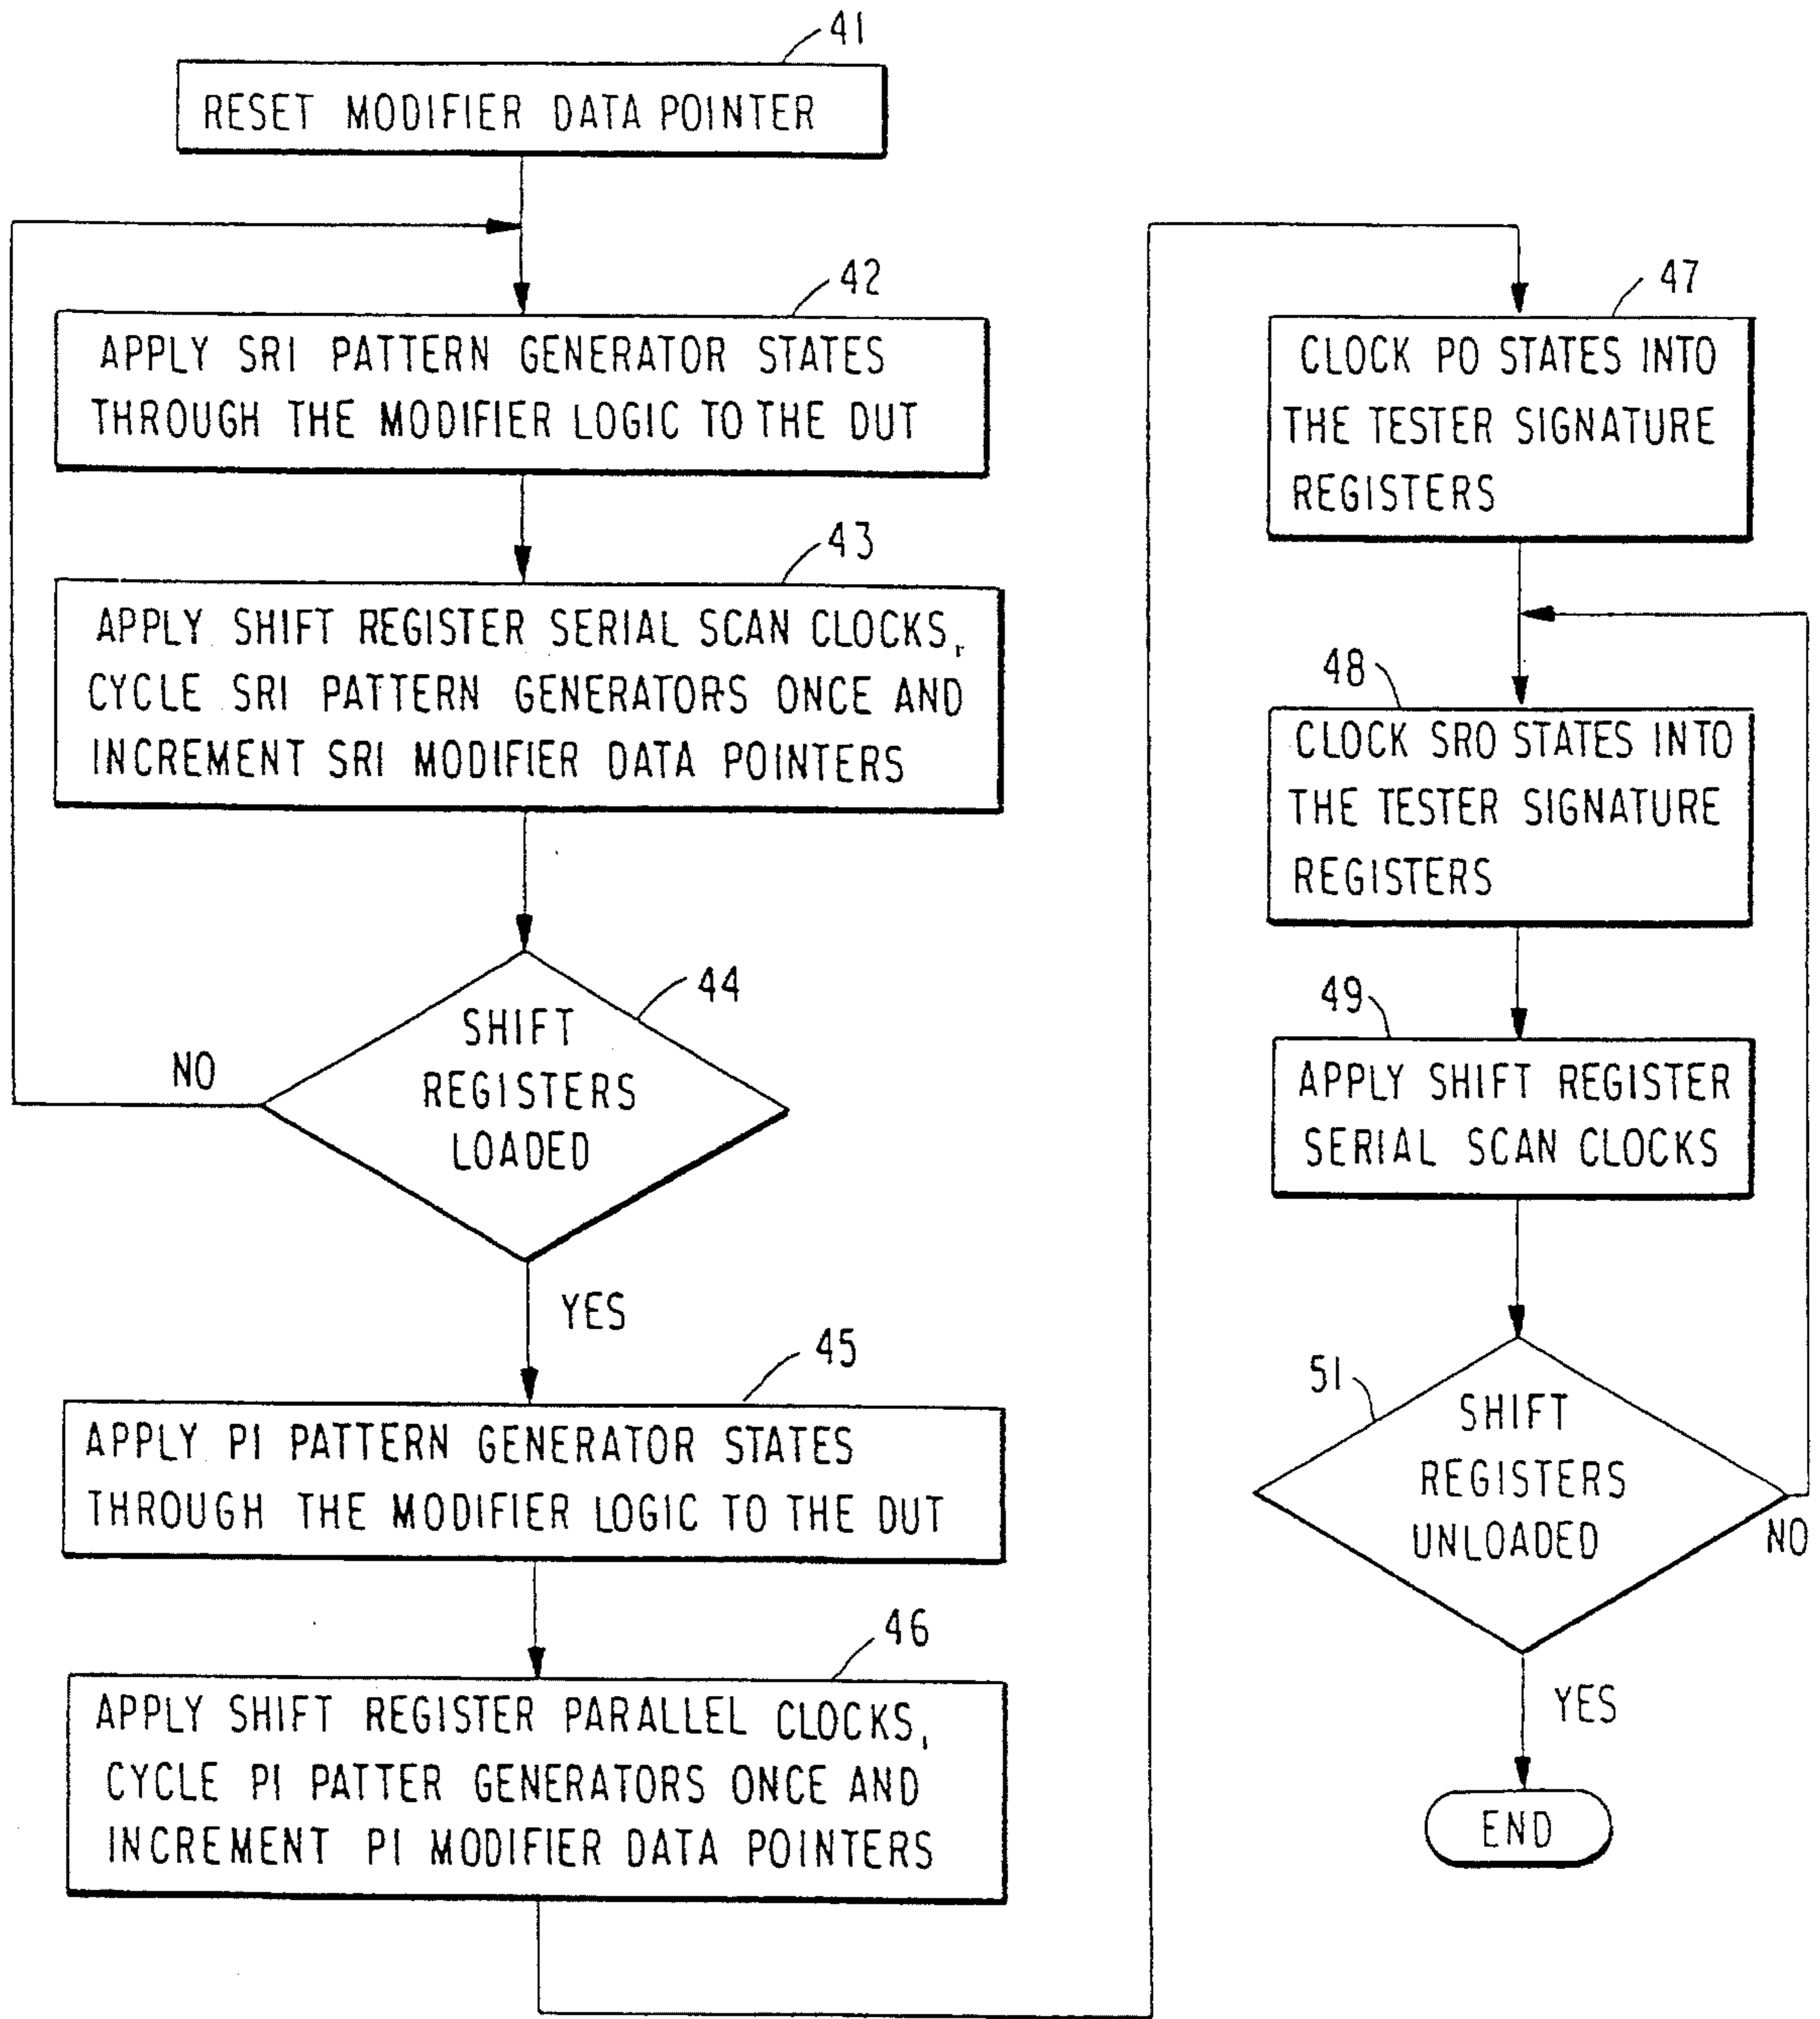 41
RESET MODIFIER DATA POINTER
42
APPLY SRI PATTERN GENERATOR STATES
THROUGH THE MODIFIER LOGIC TO THE DUT
43
APPLY SHIFT REGISTER SERIAL SCAN CLOCKS,
CYCLE SRI PATTERN GENERATORS ONCE AND
INCREMENT SRI MODIFIER DATA POINTERS
44
SHIFT
REGISTERS
LOADED
NO
YES
45
APPLY PI PATTERN GENERATOR STATES
THROUGH THE MODIFIER LOGIC TO THE DUT
46
APPLY SHIFT REGISTER PARALLEL CLOCKS,
CYCLE PI PATTER GENERATORS ONCE AND
INCREMENT PI MODIFIER DATA POINTERS
47
CLOCK PO STATES INTO
THE TESTER SIGNATURE
REGISTERS
48
CLOCK SRO STATES INTO
THE TESTER SIGNATURE
REGISTERS
49
APPLY SHIFT REGISTER
SERIAL SCAN CLOCKS
51
SHIFT
REGISTERS
UNLOADED
NO
YES
END